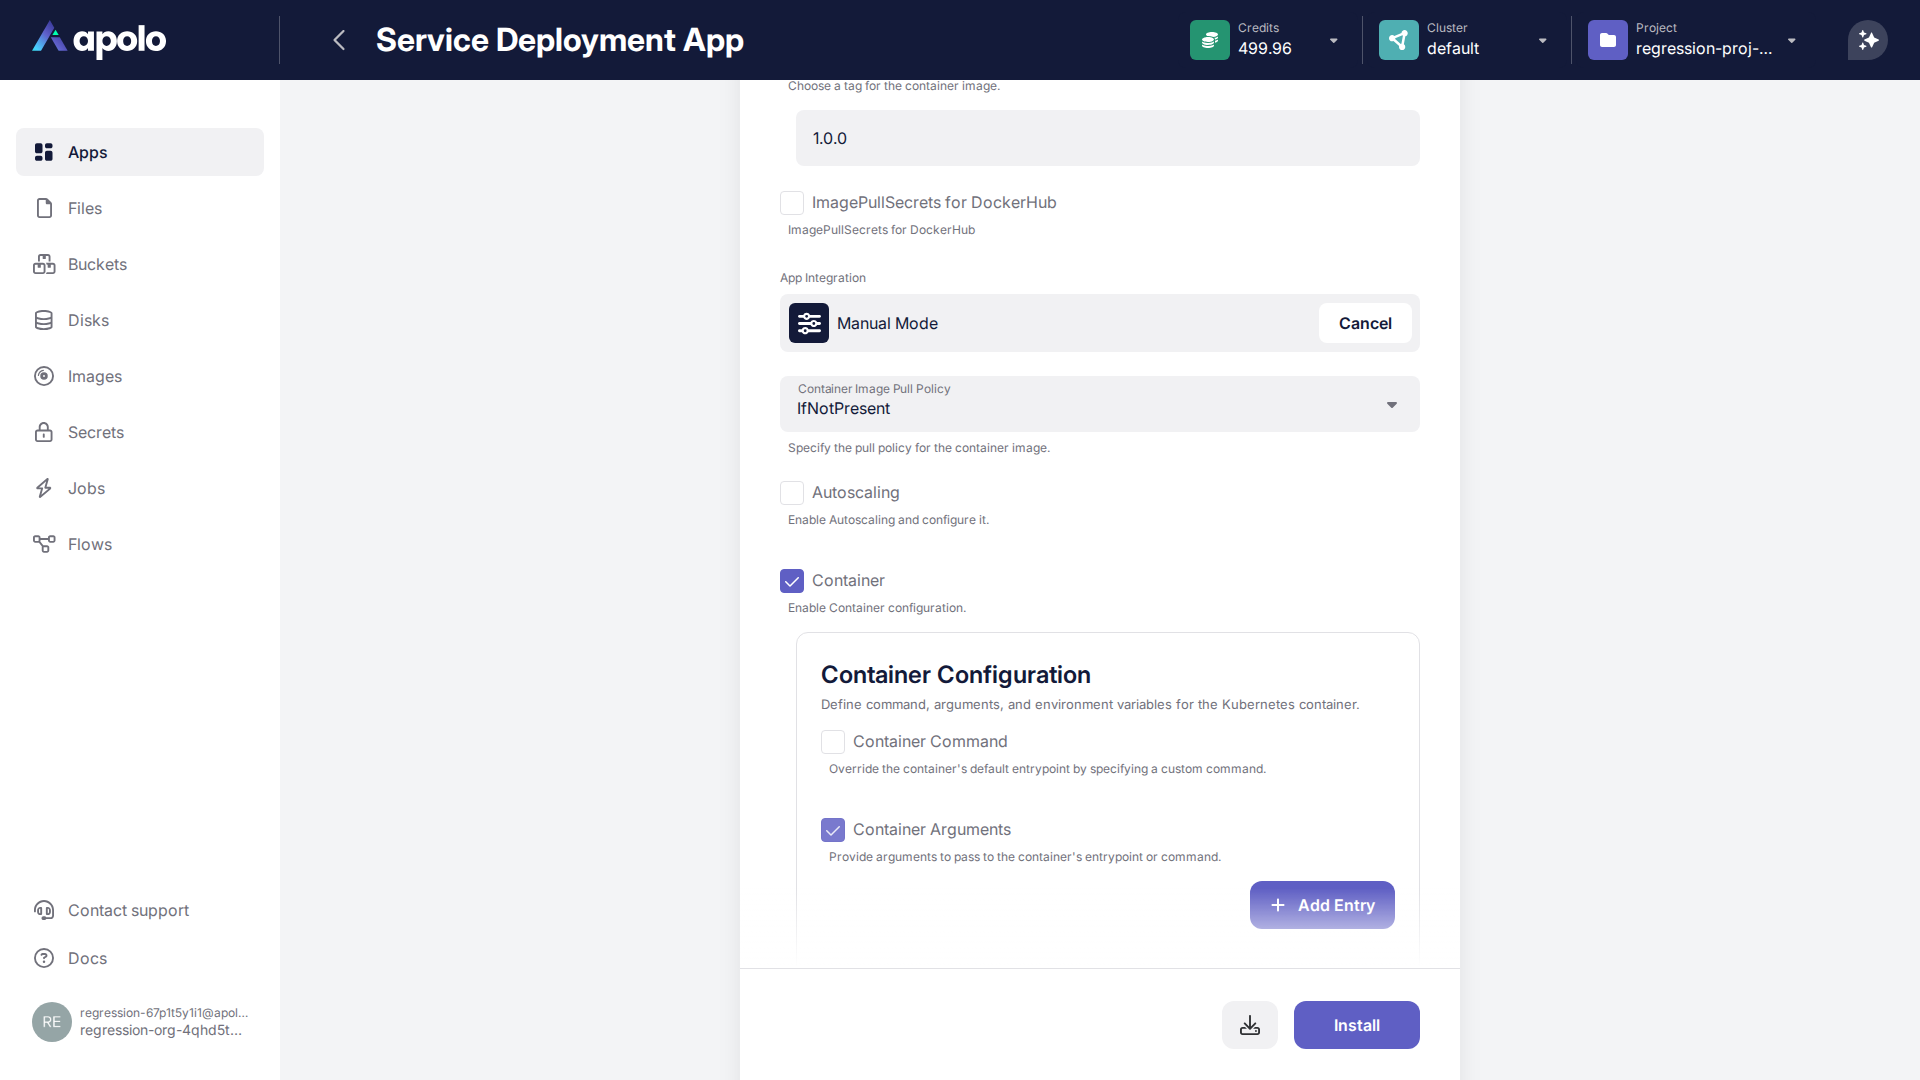 apolo
Service Deployment App
Credits
499.96
Cluster
default
Project
regression-proj-...
Apps
Files
Buckets
Disks
Images
Secrets
Jobs
Flows
Contact support
Docs
RE
regression-67p1t5y1i1@apol...
regression-org-4qhd5t...
Choose a tag for the container image.
1.0.0
ImagePullSecrets for DockerHub
ImagePullSecrets for DockerHub
App Integration
Manual Mode
Cancel
Container Image Pull Policy
IfNotPresent
Specify the pull policy for the container image.
Autoscaling
Enable Autoscaling and configure it.
Container
Enable Container configuration.
Container Configuration
Define command, arguments, and environment variables for the Kubernetes container.
Container Command
Override the container's default entrypoint by specifying a custom command.
Container Arguments
Provide arguments to pass to the container's entrypoint or command.
Add Entry
Install